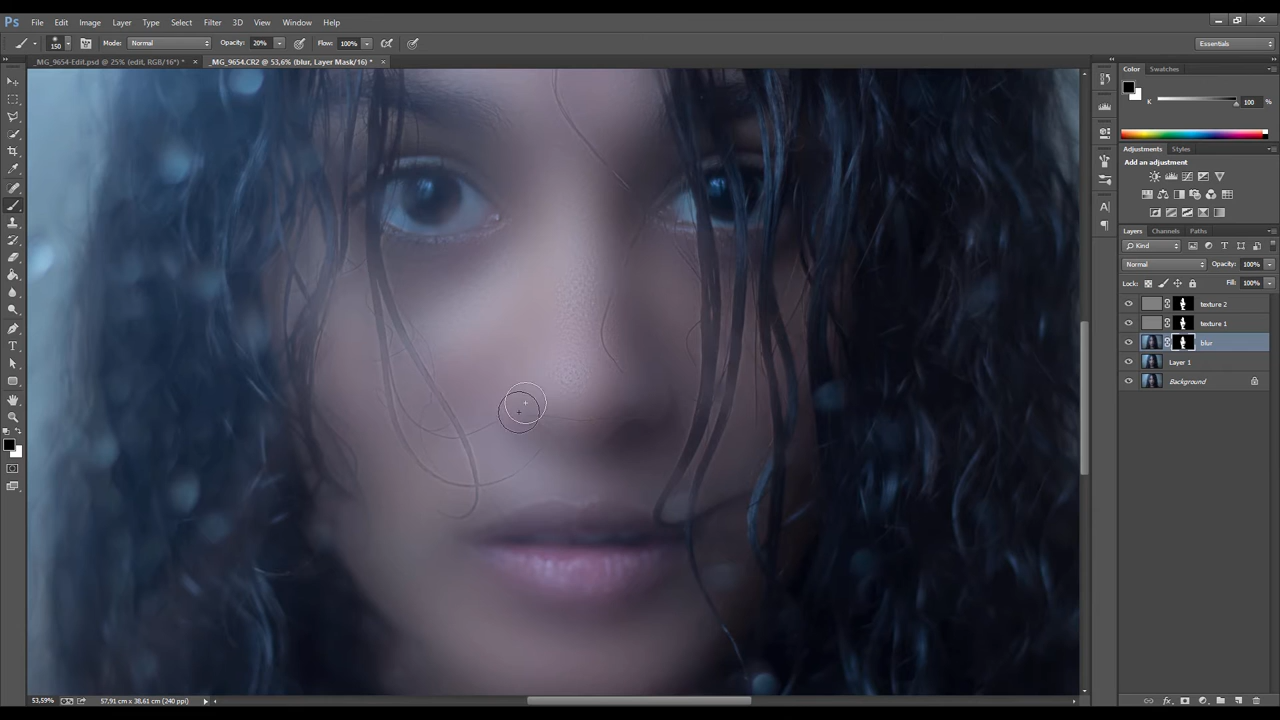 Ps File Edit Image Layer Type Select Filter 3D View Window Help
150 Mode: Normal Opacity: 20% Flow: 100% Essentials
_MG_9654-Edit.psd @ 25% (edit, RGB/16*) * × _MG_9654.CR2 @ 53,6% (blur, Layer Mask/16) * ×
Color Swatches
K 100 %
Adjustments Styles
Add an adjustment
Layers Channels Paths
Kind
Normal Opacity: 100%
Lock: Fill: 100%
texture 2
texture 1
blur
Layer 1
Background
53,59% 57,91 cm x 38,61 cm (240 ppi)